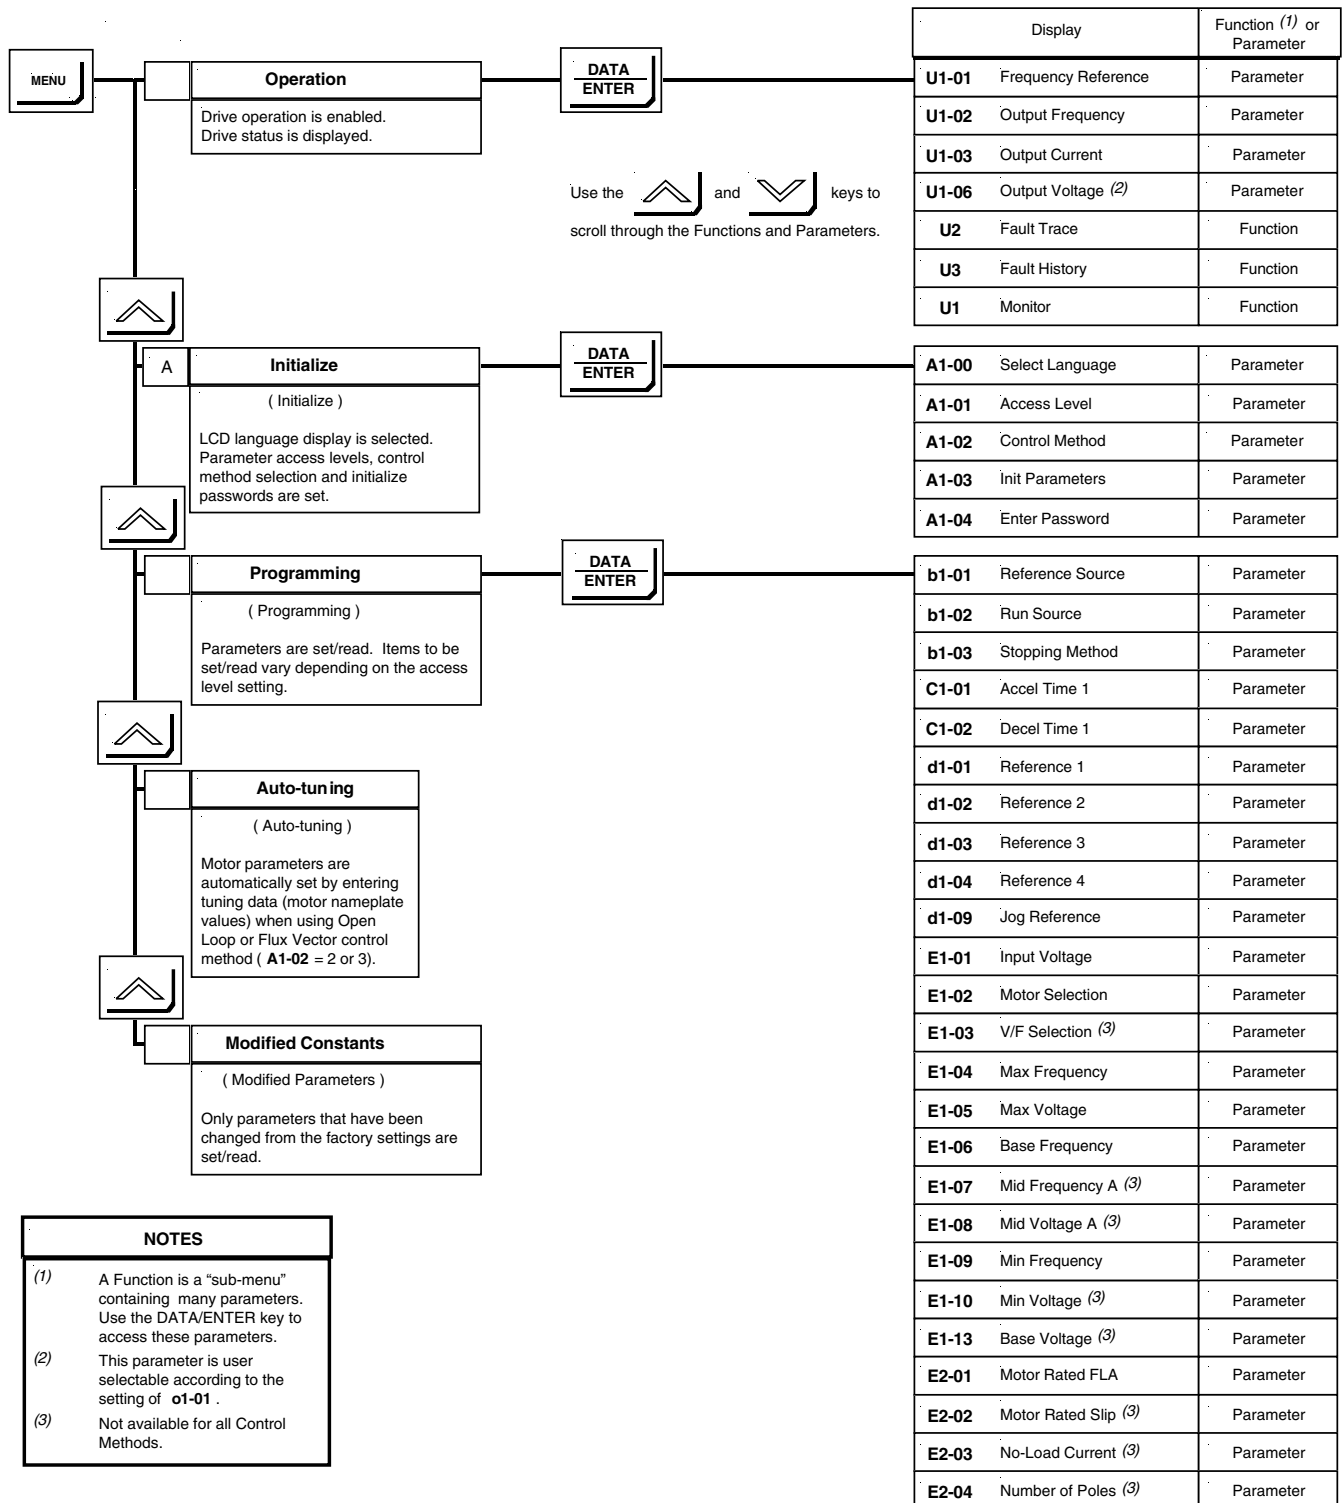 MENU
Operation
Drive operation is enabled.
Drive status is displayed.
DATA
ENTER
Use the and keys to
scroll through the Functions and Parameters.
A Initialize
( Initialize )
LCD language display is selected.
Parameter access levels, control
method selection and initialize
passwords are set.
DATA
ENTER
Programming
( Programming )
Parameters are set/read. Items to be
set/read vary depending on the access
level setting.
DATA
ENTER
Auto-tuning
( Auto-tuning )
Motor parameters are
automatically set by entering
tuning data (motor nameplate
values) when using Open
Loop or Flux Vector control
method ( A1-02 = 2 or 3).
Modified Constants
( Modified Parameters )
Only parameters that have been
changed from the factory settings are
set/read.
NOTES
(1) A Function is a “sub-menu”
containing many parameters.
Use the DATA/ENTER key to
access these parameters.
(2) This parameter is user
selectable according to the
setting of o1-01 .
(3) Not available for all Control
Methods.
Display Function (1) or
Parameter
U1-01 Frequency Reference Parameter
U1-02 Output Frequency Parameter
U1-03 Output Current Parameter
U1-06 Output Voltage (2) Parameter
U2 Fault Trace Function
U3 Fault History Function
U1 Monitor Function
A1-00 Select Language Parameter
A1-01 Access Level Parameter
A1-02 Control Method Parameter
A1-03 Init Parameters Parameter
A1-04 Enter Password Parameter
b1-01 Reference Source Parameter
b1-02 Run Source Parameter
b1-03 Stopping Method Parameter
C1-01 Accel Time 1 Parameter
C1-02 Decel Time 1 Parameter
d1-01 Reference 1 Parameter
d1-02 Reference 2 Parameter
d1-03 Reference 3 Parameter
d1-04 Reference 4 Parameter
d1-09 Jog Reference Parameter
E1-01 Input Voltage Parameter
E1-02 Motor Selection Parameter
E1-03 V/F Selection (3) Parameter
E1-04 Max Frequency Parameter
E1-05 Max Voltage Parameter
E1-06 Base Frequency Parameter
E1-07 Mid Frequency A (3) Parameter
E1-08 Mid Voltage A (3) Parameter
E1-09 Min Frequency Parameter
E1-10 Min Voltage (3) Parameter
E1-13 Base Voltage (3) Parameter
E2-01 Motor Rated FLA Parameter
E2-02 Motor Rated Slip (3) Parameter
E2-03 No-Load Current (3) Parameter
E2-04 Number of Poles (3) Parameter